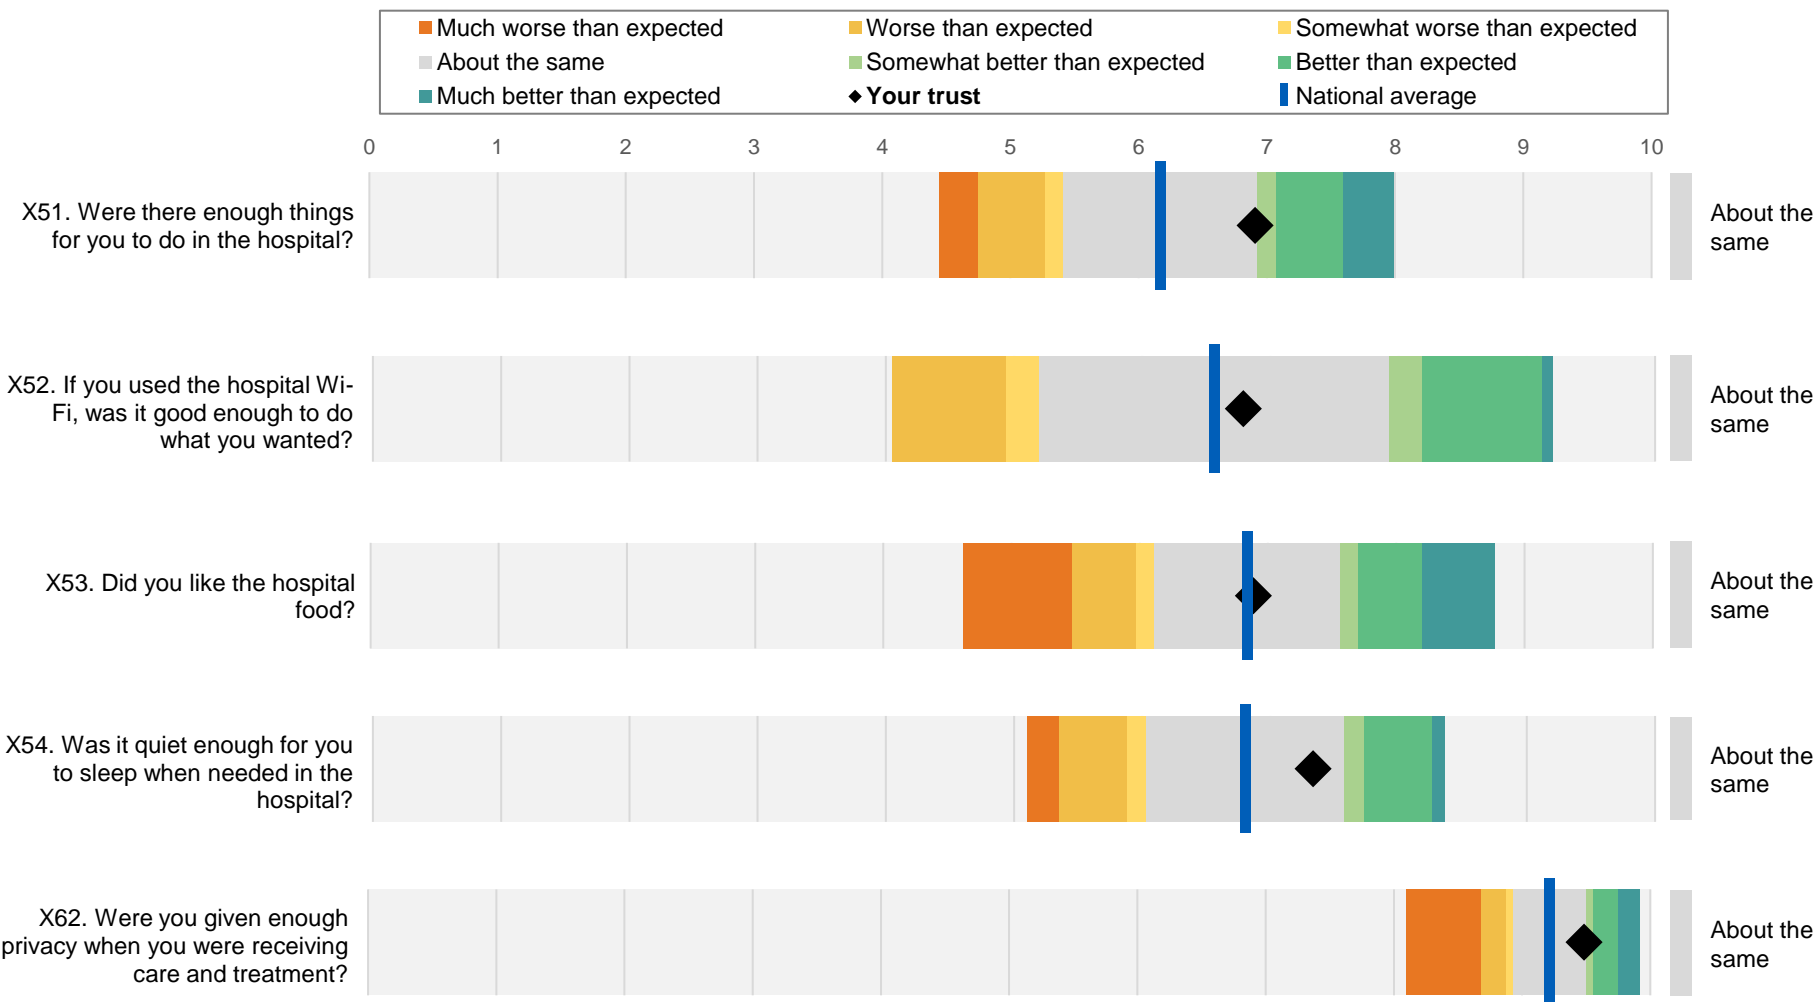 Much worse than expected
Worse than expected
Somewhat worse than expected
About the same
Somewhat better than expected
Better than expected
Much better than expected
Your trust
National average
0 1 2 3 4 5 6 7 8 9 10
X51. Were there enough things
for you to do in the hospital?
About the
same
X52. If you used the hospital Wi-
Fi, was it good enough to do
what you wanted?
About the
same
X53. Did you like the hospital
food?
About the
same
X54. Was it quiet enough for you
to sleep when needed in the
hospital?
About the
same
X62. Were you given enough
privacy when you were receiving
care and treatment?
About the
same